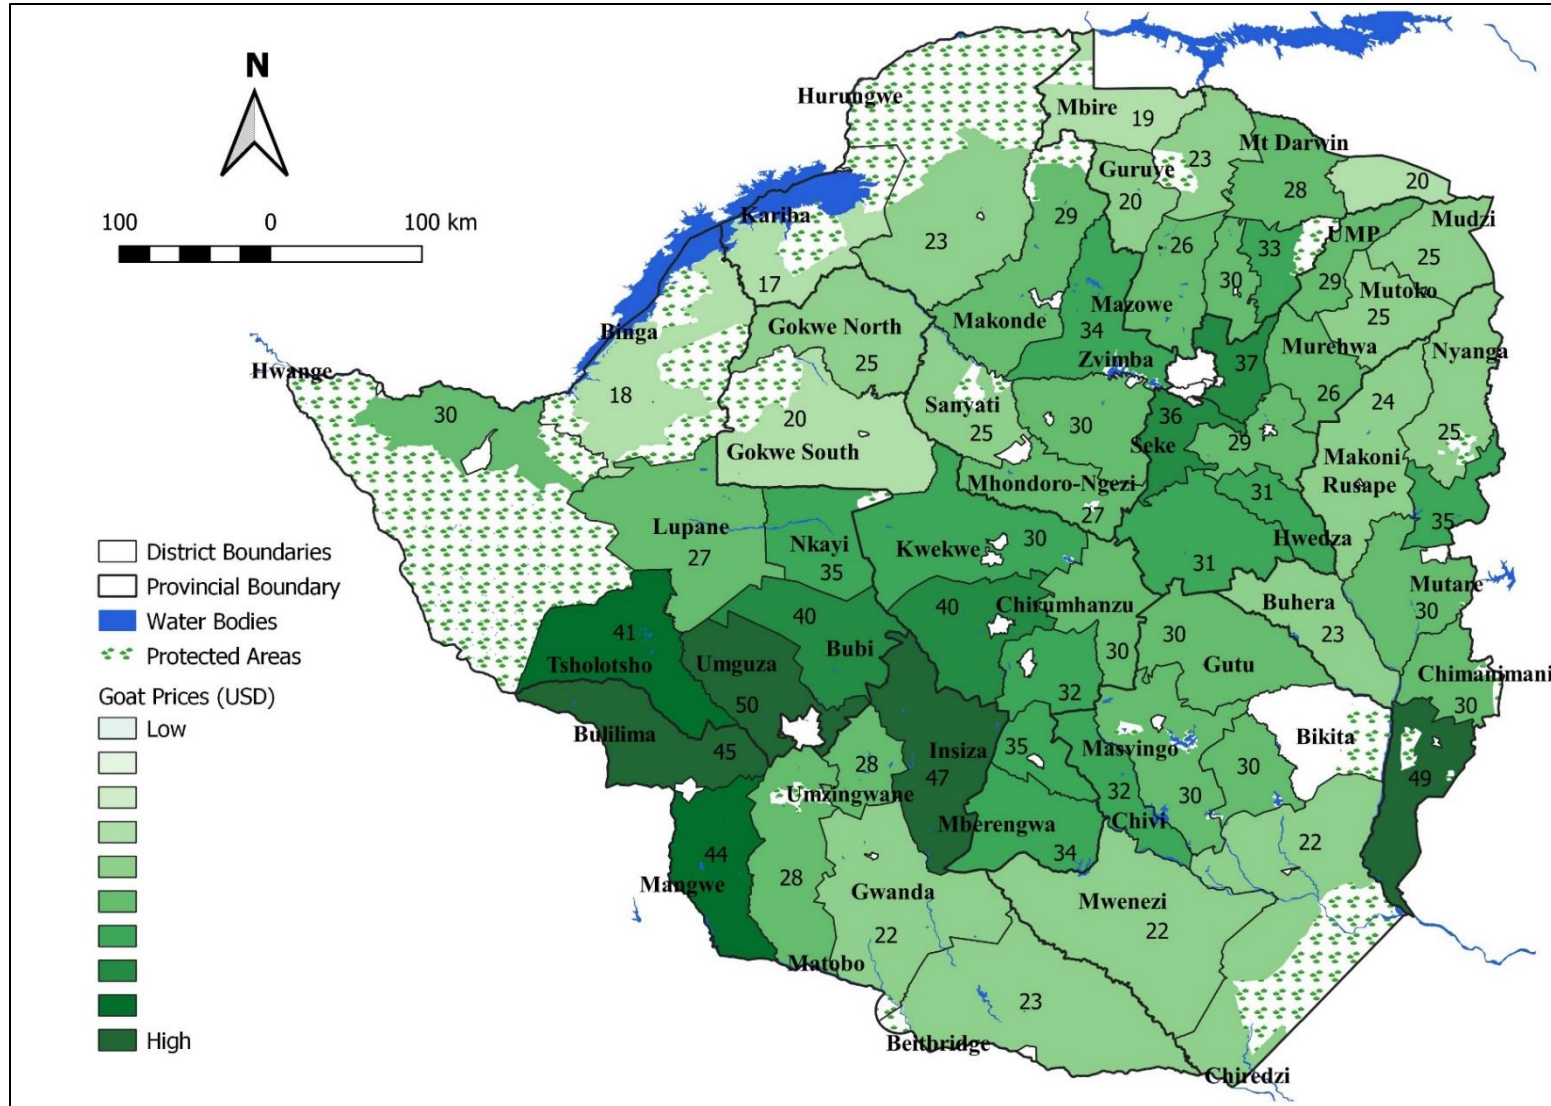 N
100 0 100 km
Hurungwe
Mbire
19
Mt Darwin
23
Guruve
20
28
20
Mudzi
UMP
Kariba
17
23
29
26
30
33
29
25
Mutoko
25
Binga
18
Gokwe North
25
Makonde
Mazowe
34
Zvimba
37
Murehwa
26
Nyanga
24
25
Hwange
30
20
Gokwe South
Sanyati
25
30
36
Seke
29
Makoni
Rusape
Mhondoro-Ngezi
27
31
35
Lupane
27
Nkayi
35
Kwekwe
30
Hwedza
31
District Boundaries
Provincial Boundary
Water Bodies
Protected Areas
Goat Prices (USD)
Low
High
41
Tsholotsho
40
Bubi
40
Chirumhanzu
30
30
Gutu
Buhera
23
Mutare
30
Umguza
50
32
Chimanimani
30
Bulilima
45
28
Umzingwane
Insiza
47
35
Masvingo
30
32
Chivi
30
Bikita
49
Mberengwa
34
22
44
Mangwe
28
Matobo
Gwanda
22
Mwenezi
22
23
Beitbridge
Chiredzi